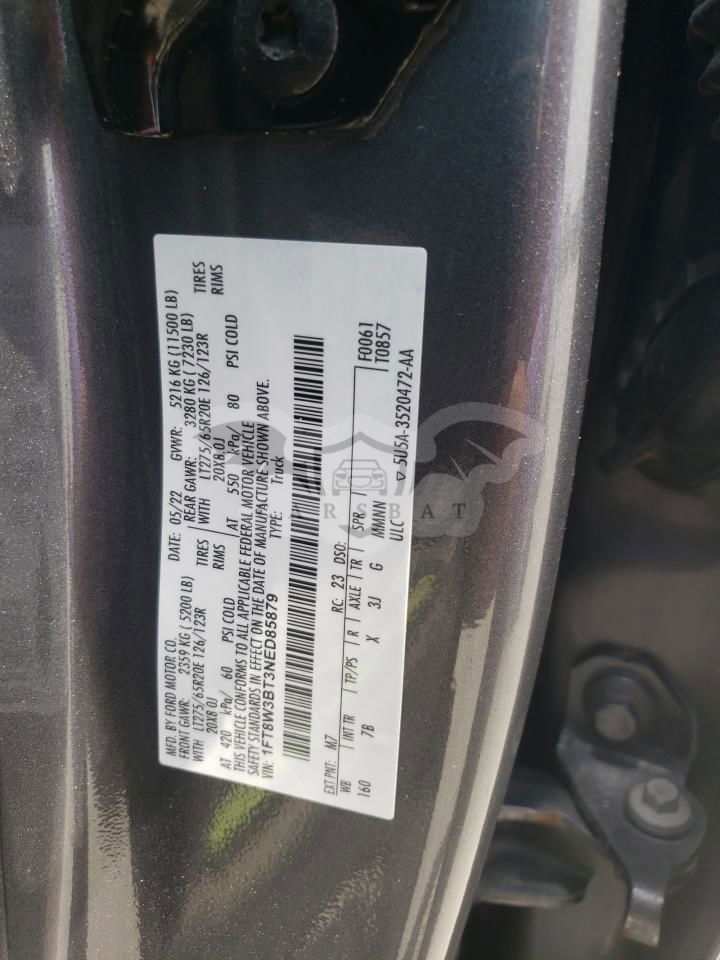 MFD. BY FORD MOTOR CO.
DATE: 05/22 GVWR: 5216 KG (11500 LB)
FRONT GAWR: 2359 KG (5200 LB) REAR GAWR: 3280 KG (7230 LB)
WITH LT275/65R20E 126/123R TIRES WITH LT275/65R20E 126/123R TIRES
20X8.0J RIMS 20X8.0J RIMS
AT 420 kPa/ 60 PSI COLD AT 550 kPa/ 80 PSI COLD
THIS VEHICLE CONFORMS TO ALL APPLICABLE FEDERAL MOTOR VEHICLE
SAFETY STANDARDS IN EFFECT ON THE DATE OF MANUFACTURE SHOWN ABOVE.
VIN: 1FT8W3BT3NED85879 TYPE: Truck
EXT PNT: M7 RC: 23 DSO: F0061
WB INT TR TP/PS R AXLE TR SPR T0857
160 7B X 3J G MMNNN
ULC 5U5A-3520472-AA
CARSBAT